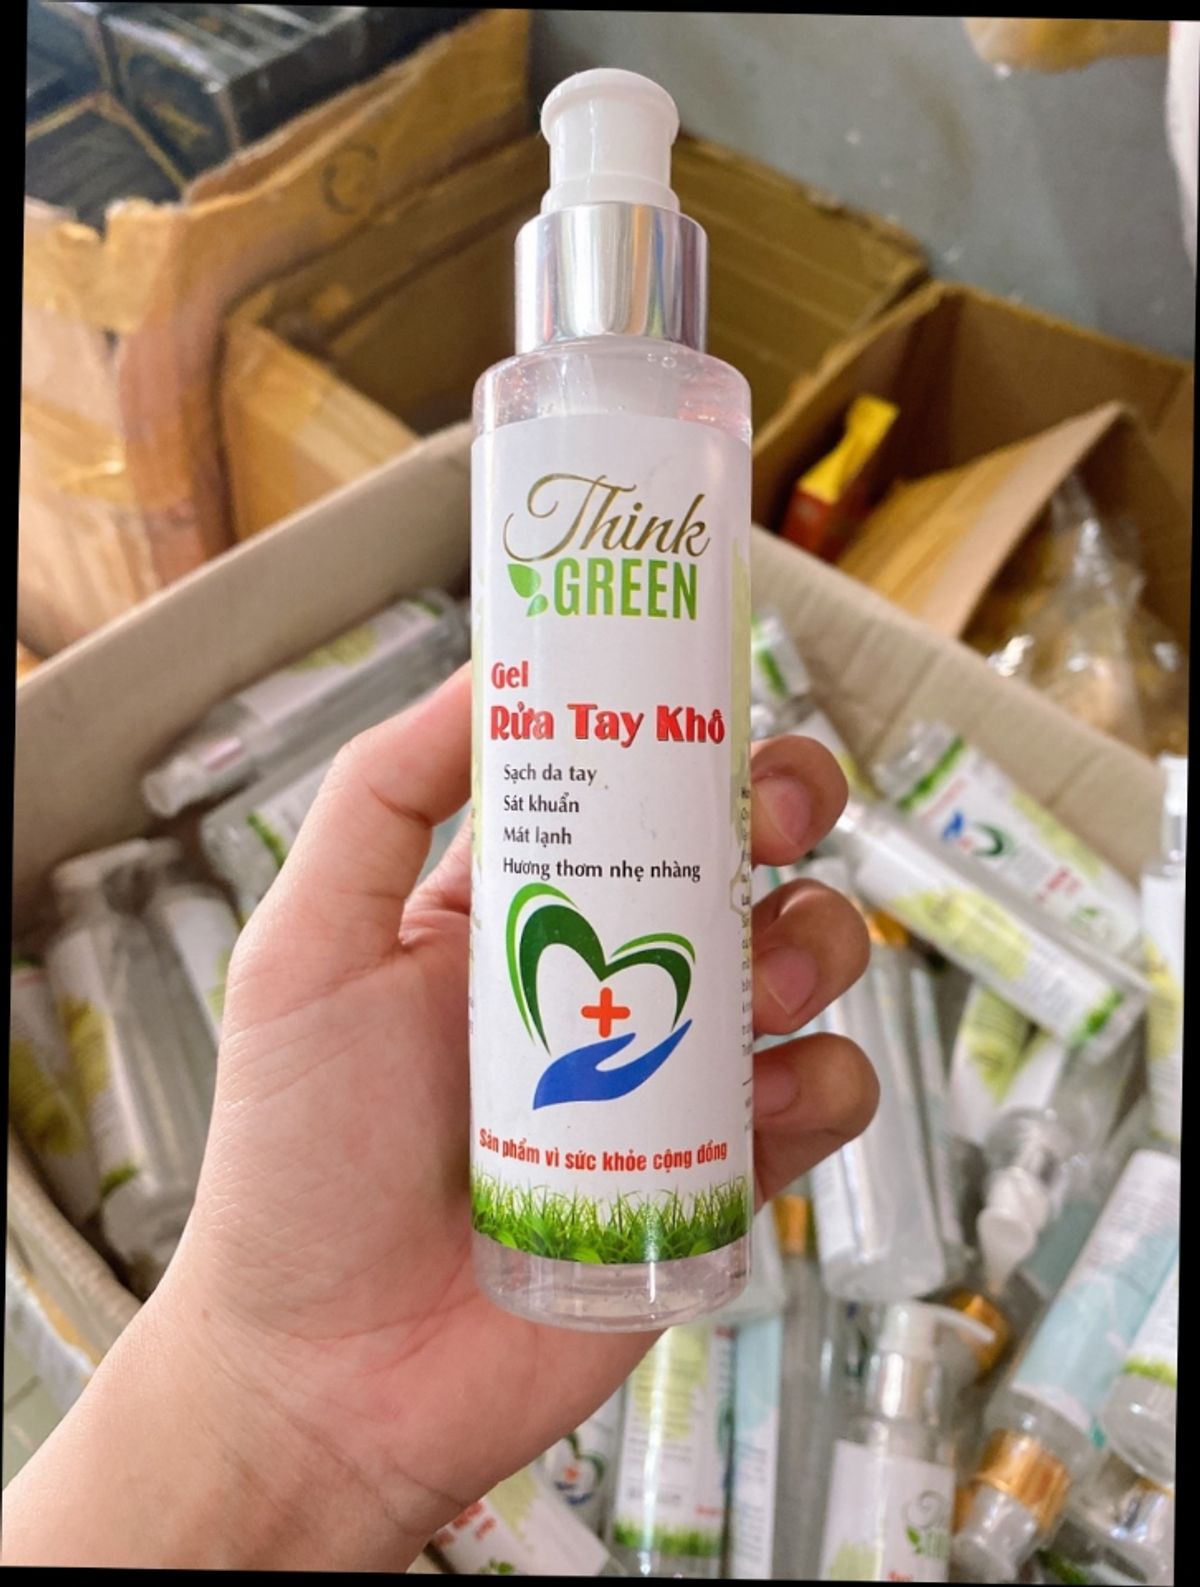 Think
GREEN
Gel
Rửa Tay Khô
Sạch da tay
Sát khuẩn
Mát lạnh
Hương thơm nhẹ nhàng
Sản phẩm vì sức khỏe cộng đồng